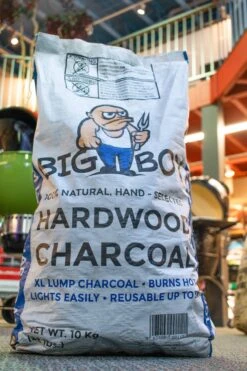 BIG BOY
100% NATURAL, HAND - SELECTED
HARDWOOD
CHARCOAL
XL LUMP CHARCOAL • BURNS HOT
LIGHTS EASILY • REUSABLE UP TO
NET WT. 10 Kg